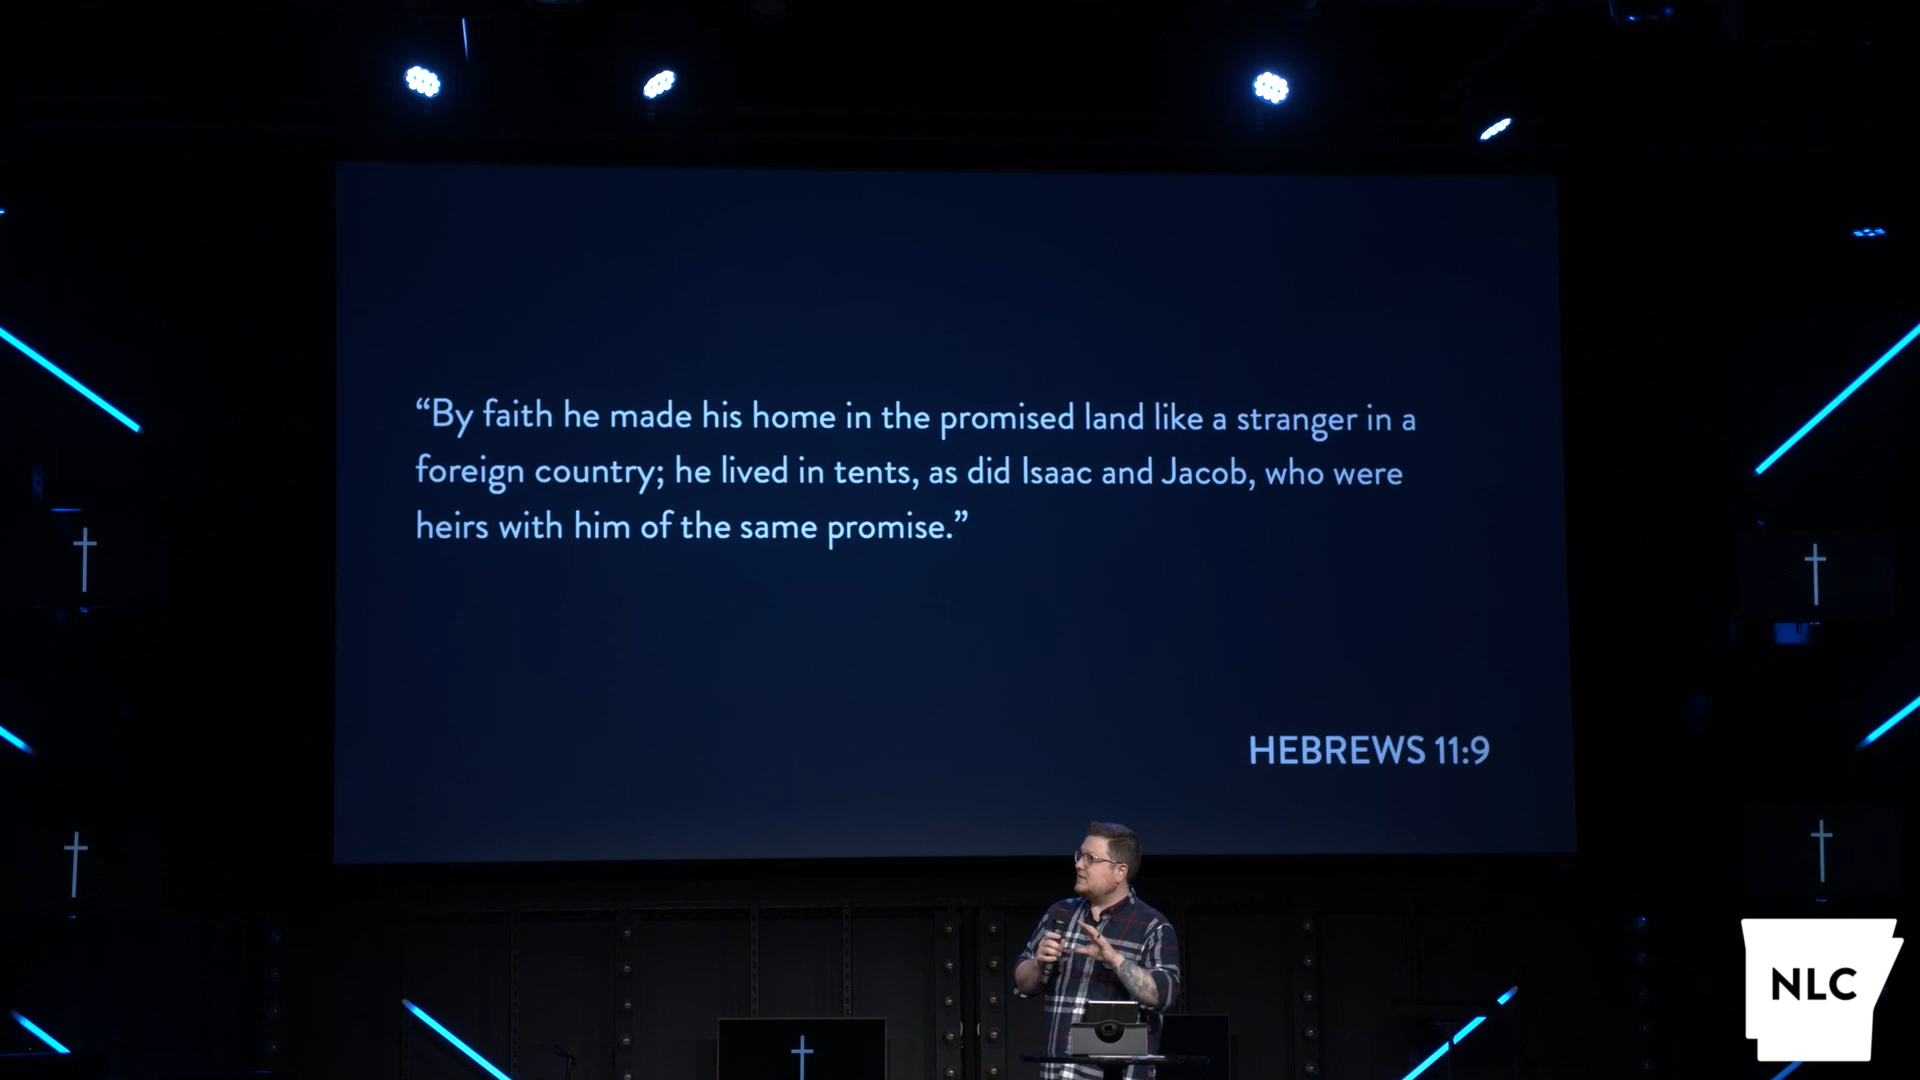 “By faith he made his home in the promised land like a stranger in a
foreign country; he lived in tents, as did Isaac and Jacob, who were
heirs with him of the same promise.”
HEBREWS 11:9
NLC